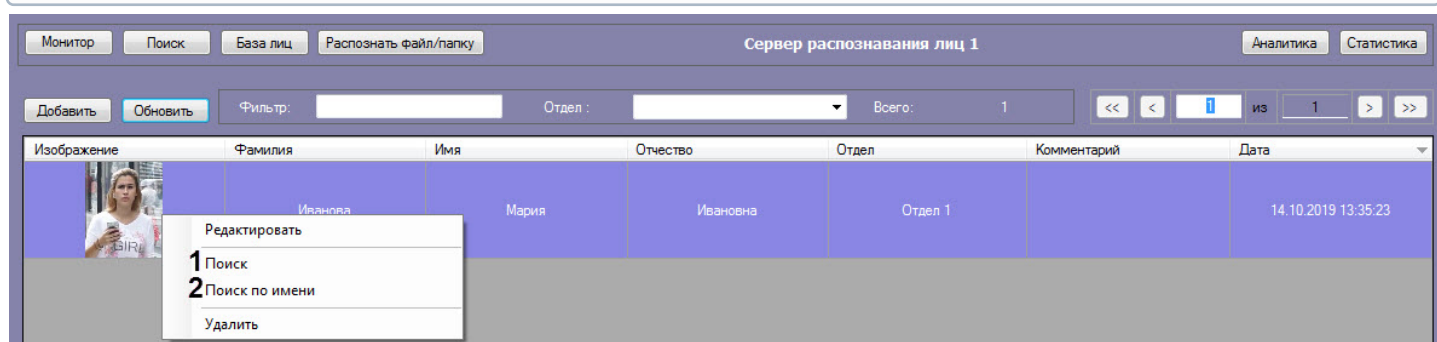 Монитор Поиск База лиц Распознать файл/папку Сервер распознавания лиц 1 Аналитика Статистика
Добавить Обновить Фильтр: Отдел : Всего: 1 << < 1 из 1 > >>
Изображение Фамилия Имя Отчество Отдел Комментарий Дата
Иванова Мария Ивановна Отдел 1 14.10.2019 13:35:23
GIRL
Редактировать
1 Поиск
2 Поиск по имени
Удалить